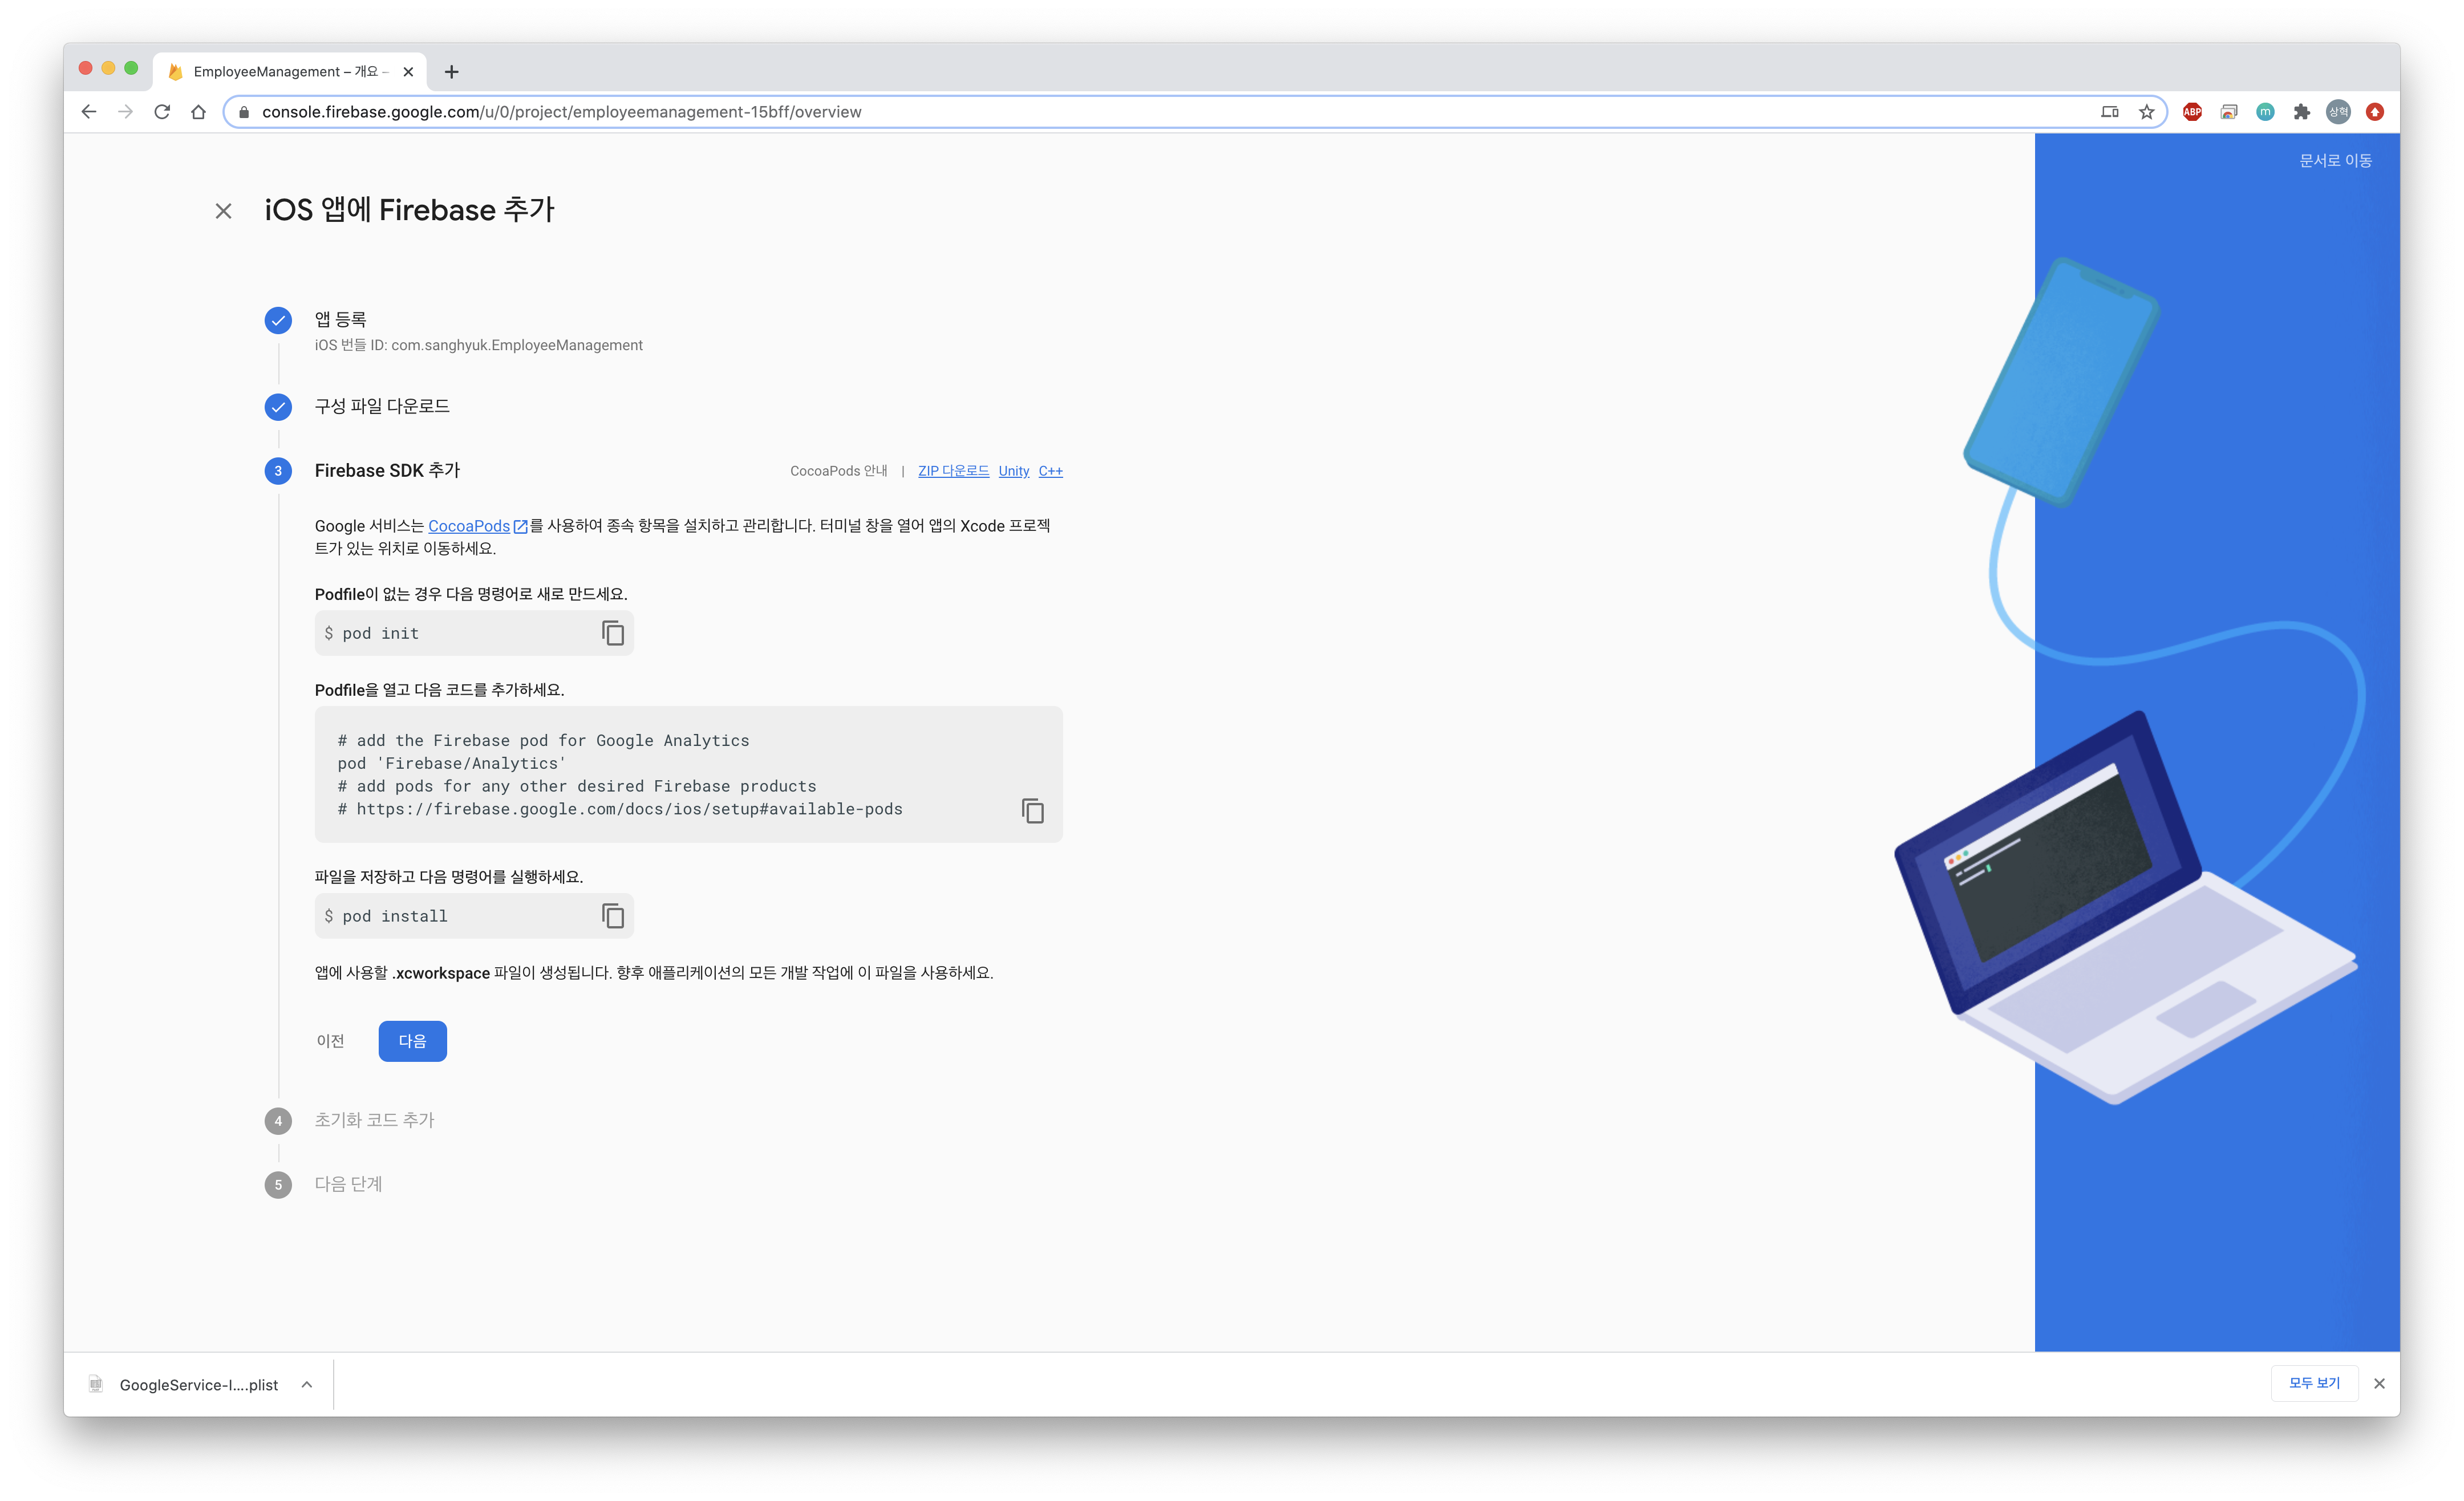 EmployeeManagement – 개요 –
console.firebase.google.com/u/0/project/employeemanagement-15bff/overview
ABP
m
상혁
문서로 이동
iOS 앱에 Firebase 추가
앱 등록
iOS 번들 ID: com.sanghyuk.EmployeeManagement
구성 파일 다운로드
3 Firebase SDK 추가 CocoaPods 안내 | ZIP 다운로드 Unity C++
Google 서비스는 CocoaPods를 사용하여 종속 항목을 설치하고 관리합니다. 터미널 창을 열어 앱의 Xcode 프로젝
트가 있는 위치로 이동하세요.
Podfile이 없는 경우 다음 명령어로 새로 만드세요.
$ pod init
Podfile을 열고 다음 코드를 추가하세요.
# add the Firebase pod for Google Analytics
pod 'Firebase/Analytics'
# add pods for any other desired Firebase products
# https://firebase.google.com/docs/ios/setup#available-pods
파일을 저장하고 다음 명령어를 실행하세요.
$ pod install
앱에 사용할 .xcworkspace 파일이 생성됩니다. 향후 애플리케이션의 모든 개발 작업에 이 파일을 사용하세요.
이전 다음
4 초기화 코드 추가
5 다음 단계
GoogleService-I....plist
모두 보기